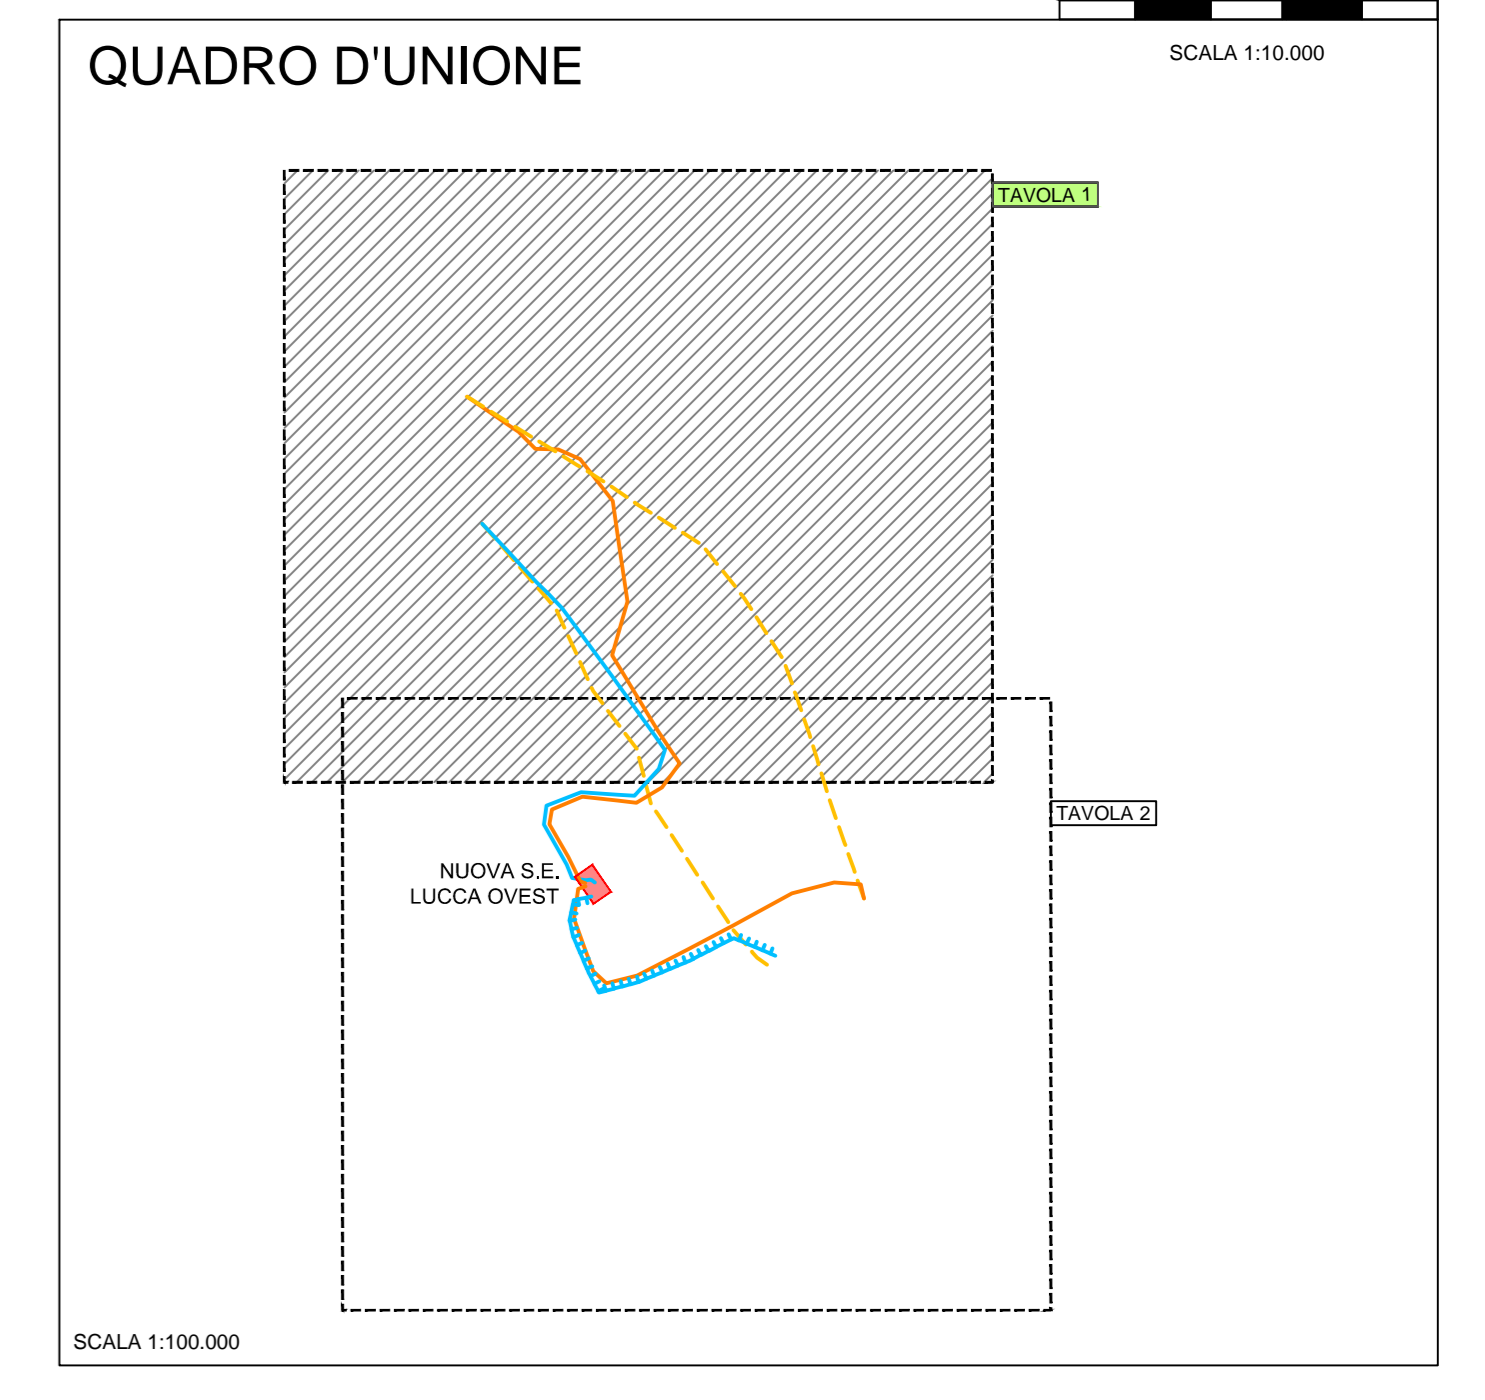 QUADRO D'UNIONE
SCALA 1:10.000
TAVOLA 1
TAVOLA 2
NUOVA S.E.
LUCCA OVEST
SCALA 1:100.000